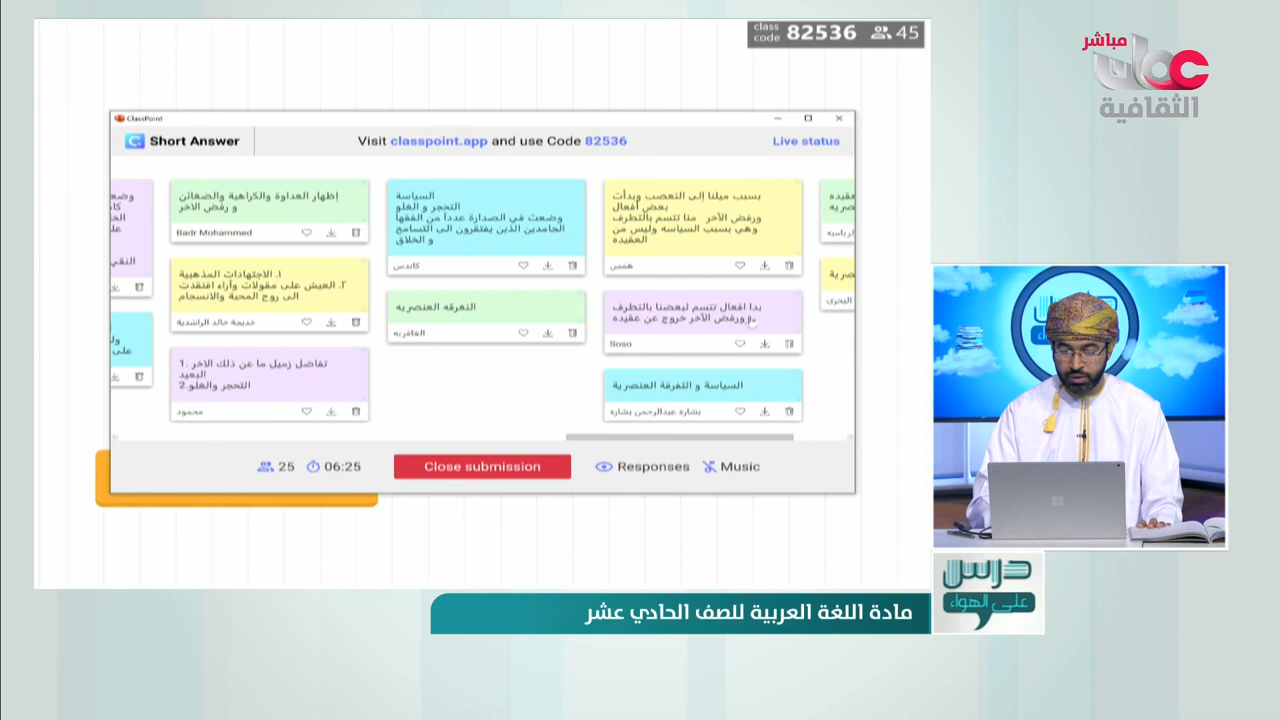 class code 82536 45
مباشر
عمان
الثقافية
ClassPoint
Short Answer
Visit classpoint.app and use Code 82536
Live status
إظهار العداوة والكراهية والضغائن
و رفض الاخر
Badr Mohammed
١. الاجتهادات المذهبية
٢. العيش على مقولات وآراء افتقدت
الى روح المحبة والانسجام
خديجة خالد الراشدية
1. تفاضل زميل ما عن ذلك الاخر
البعيد
2.التحجر والغلو
محمود
السياسة
التحجر و الغلو
وضعت في الصدارة عدداً من الفقها
الجامدين الذين يفتقرون الى التسامح
و الخلاق
كاندس
التفرقه العنصريه
الغافريه
بسبب ميلنا إلى التعصب وبدأت
بعض أفعال
منا تتسم بالتطرف ورفض الآخر
وهي بسبب السياسه وليس من
العقيده
همس
بدا افعال تتسم لبعضنا بالتطرف
ورفض الآخر خروج عن عقيده
Soso
السياسة و التفرقة العنصرية
بشارة عبدالرحمن بشارة
25
06:25
Close submission
Responses
Music
درس
على الهواء
مادة اللغة العربية للصف الحادي عشر